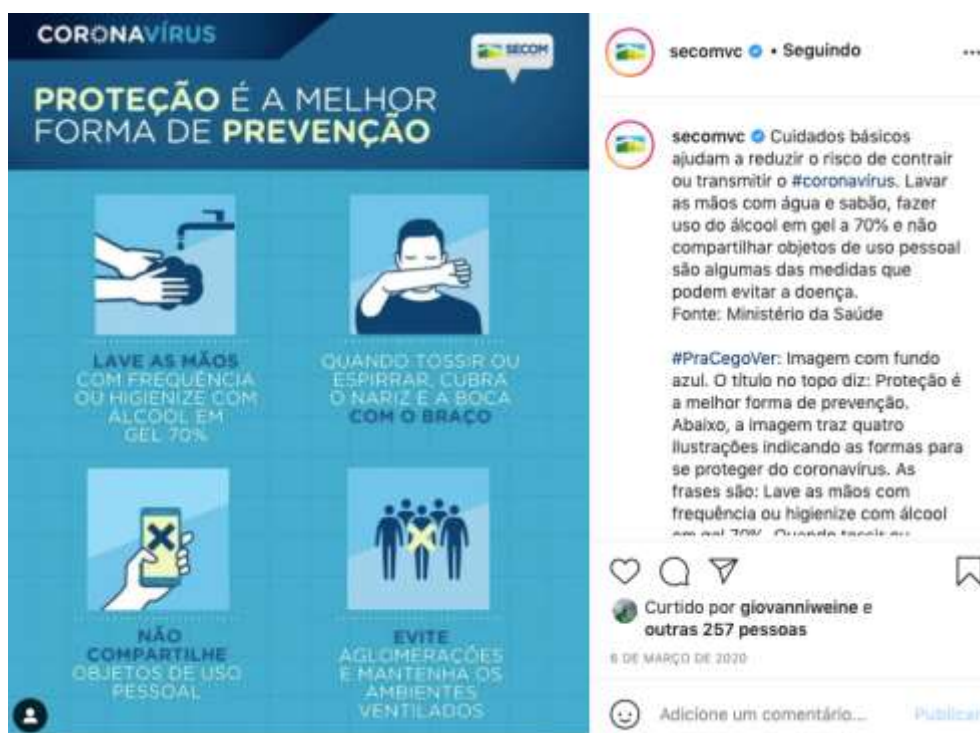 CORONAVÍRUS
SECOM
PROTEÇÃO É A MELHOR
FORMA DE PREVENÇÃO
LAVE AS MÃOS
COM FREQUÊNCIA
OU HIGIENIZE COM
ÁLCOOL EM
GEL 70%
QUANDO TOSSIR OU
ESPIRRAR, CUBRA
O NARIZ E A BOCA
COM O BRAÇO
NÃO
COMPARTILHE
OBJETOS DE USO
PESSOAL
EVITE
AGLOMERAÇÕES
E MANTENHA OS
AMBIENTES
VENTILADOS
secomvc • Seguindo
secomvc Cuidados básicos
ajudam a reduzir o risco de contrair
ou transmitir o #coronavírus. Lavar
as mãos com água e sabão, fazer
uso do álcool em gel a 70% e não
compartilhar objetos de uso pessoal
são algumas das medidas que
podem evitar a doença.
Fonte: Ministério da Saúde
#PraCegoVer: Imagem com fundo
azul. O título no topo diz: Proteção é
a melhor forma de prevenção.
Abaixo, a imagem traz quatro
ilustrações indicando as formas para
se proteger do coronavírus. As
frases são: Lave as mãos com
frequência ou higienize com álcool
em gel 70%. Quando tossir ou
Curtido por giovanniweine e
outras 257 pessoas
6 DE MARÇO DE 2020
Adicione um comentário... Publicar